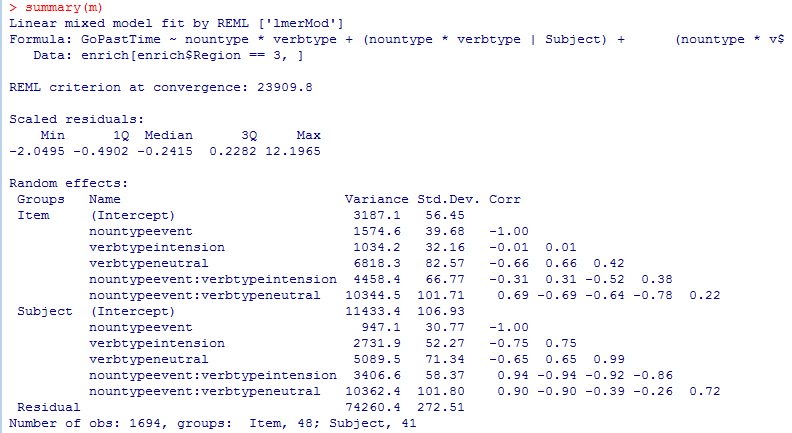 > summary(m)
Linear mixed model fit by REML ['lmerMod']
Formula: GoPastTime ~ nountype * verbtype + (nountype * verbtype | Subject) +      (nountype * v$
   Data: enrich[enrich$Region == 3, ]

REML criterion at convergence: 23909.8

Scaled residuals:
    Min      1Q  Median      3Q     Max
-2.0495 -0.4902 -0.2415  0.2282 12.1965

Random effects:
 Groups   Name                        Variance Std.Dev. Corr
 Item     (Intercept)                  3187.1   56.45
          nountypeevent                1574.6   39.68   -1.00
          verbtypeintension            1034.2   32.16   -0.01  0.01
          verbtypeneutral              6818.3   82.57   -0.66  0.66  0.42
          nountypeevent:verbtypeintension 4458.4   66.77   -0.31  0.31 -0.52  0.38
          nountypeevent:verbtypeneutral 10344.5  101.71    0.69 -0.69 -0.64 -0.78  0.22
 Subject  (Intercept)                 11433.4  106.93
          nountypeevent                 947.1   30.77   -1.00
          verbtypeintension            2731.9   52.27   -0.75  0.75
          verbtypeneutral              5089.5   71.34   -0.65  0.65  0.99
          nountypeevent:verbtypeintension 3406.6   58.37    0.94 -0.94 -0.92 -0.86
          nountypeevent:verbtypeneutral 10362.4  101.80    0.90 -0.90 -0.39 -0.26  0.72
 Residual                             74260.4  272.51
Number of obs: 1694, groups:  Item, 48; Subject, 41